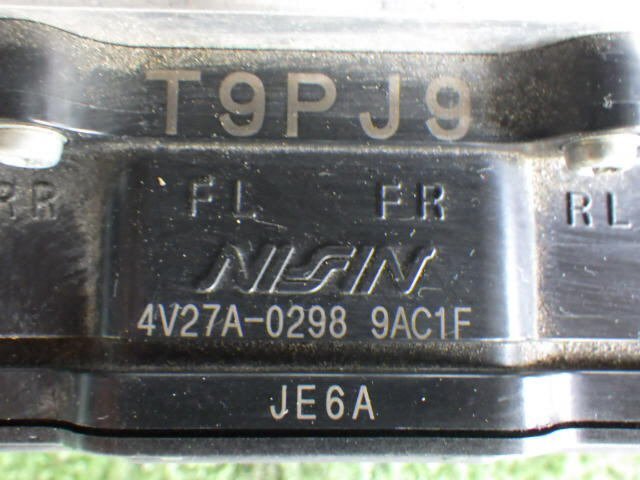 T9PJ9
RR FL FR RL
NISSIN
4V27A-0298 9AC1F
JE6A